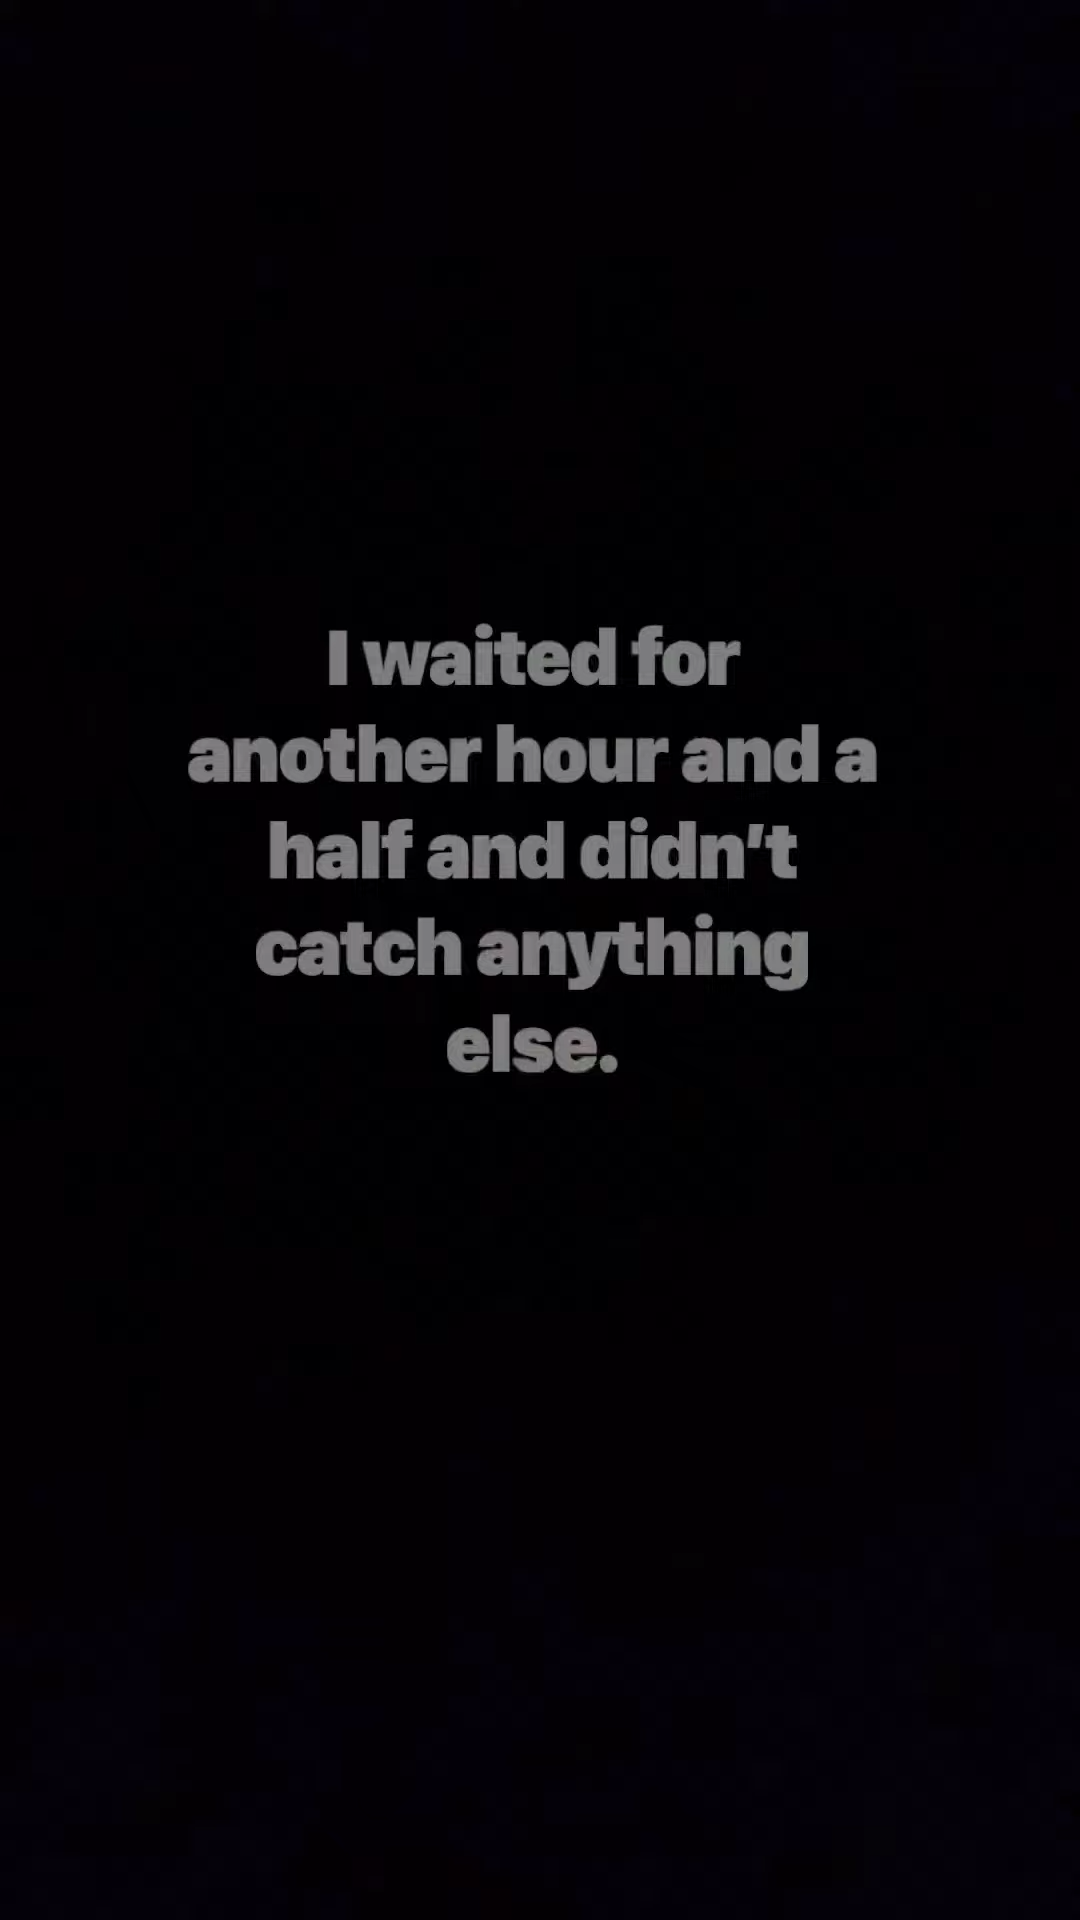 I waited for
another hour and a
half and didn’t
catch anything
else.